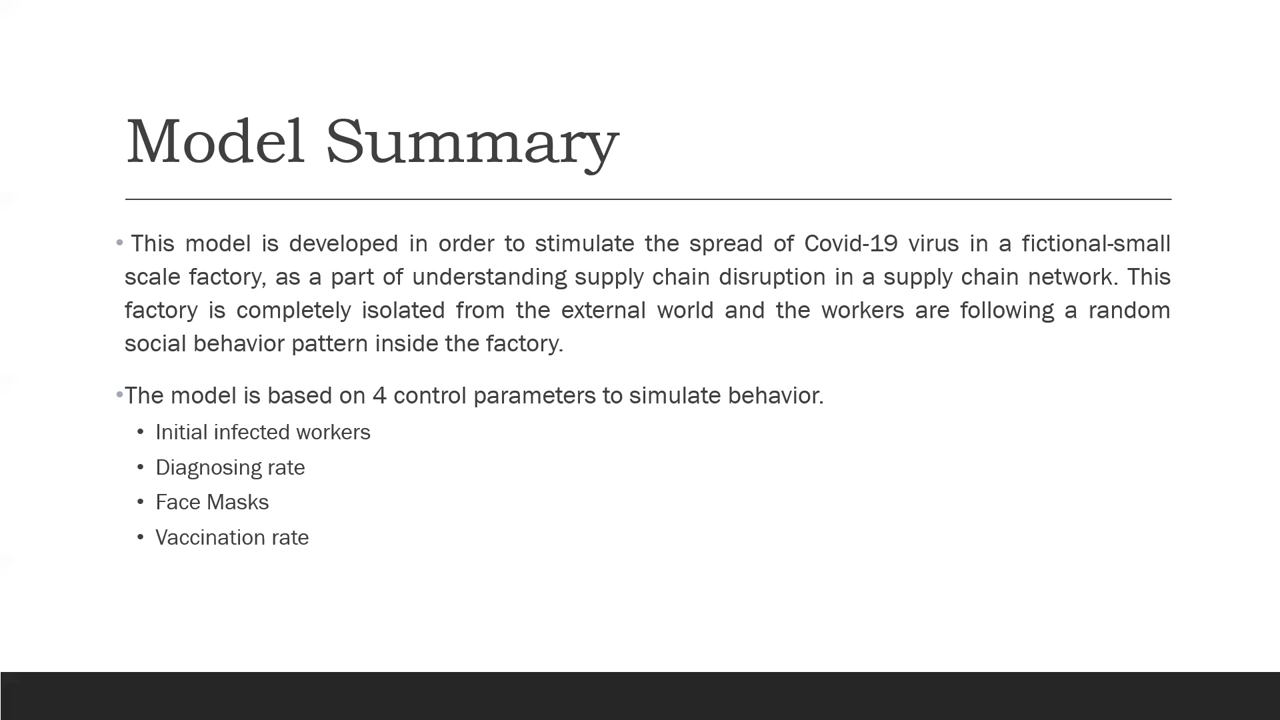 Model Summary
• This model is developed in order to stimulate the spread of Covid-19 virus in a fictional-small
scale factory, as a part of understanding supply chain disruption in a supply chain network. This
factory is completely isolated from the external world and the workers are following a random
social behavior pattern inside the factory.
•The model is based on 4 control parameters to simulate behavior.
• Initial infected workers
• Diagnosing rate
• Face Masks
• Vaccination rate